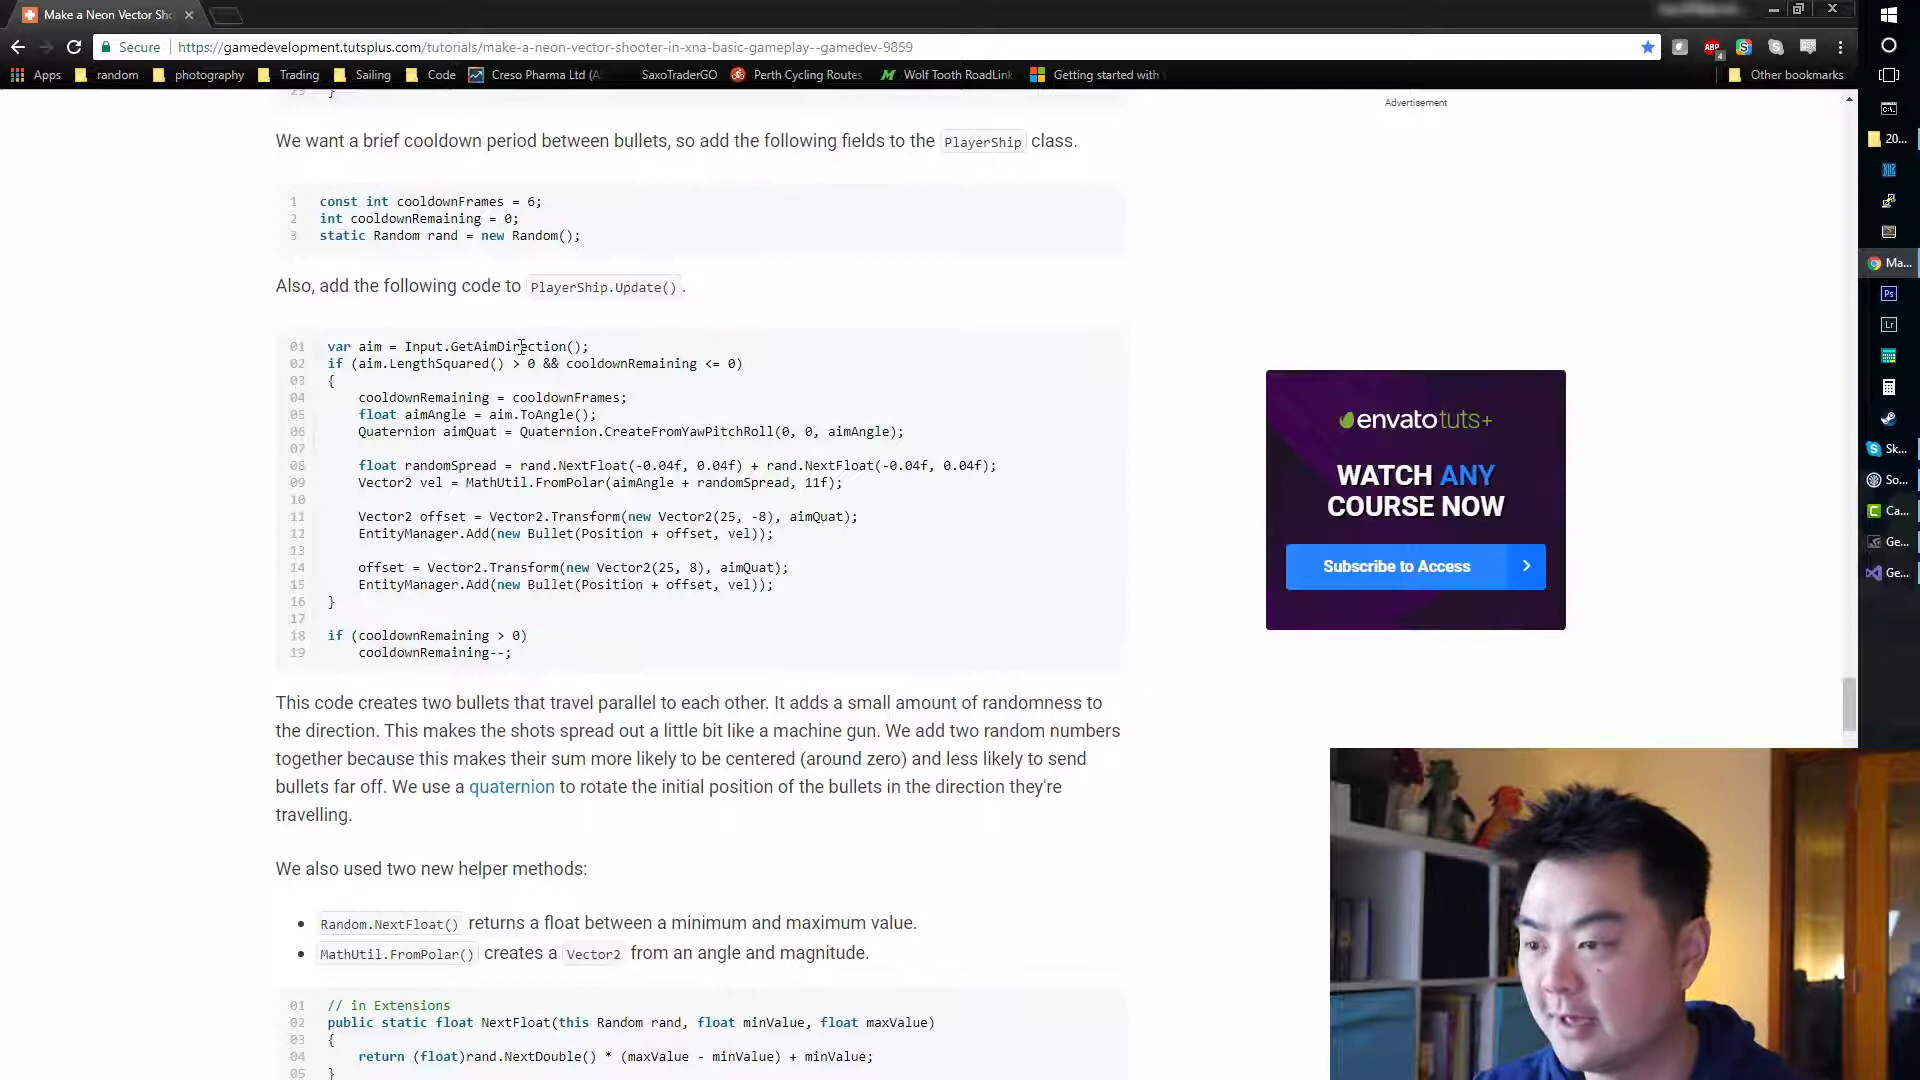 Make a Neon Vector Sho
Secure https://gamedevelopment.tutsplus.com/tutorials/make-a-neon-vector-shooter-in-xna-basic-gameplay--gamedev-9859
ABP
4
Apps random photography Trading Sailing Code Creso Pharma Ltd (A SaxoTraderGO Perth Cycling Routes Wolf Tooth RoadLink Getting started with Other bookmarks
23 }
Advertisement
We want a brief cooldown period between bullets, so add the following fields to the PlayerShip class.
1 const int cooldownFrames = 6;
2 int cooldownRemaining = 0;
3 static Random rand = new Random();
Also, add the following code to PlayerShip.Update() .
01 var aim = Input.GetAimDirection();
02 if (aim.LengthSquared() > 0 && cooldownRemaining <= 0)
03 {
04 cooldownRemaining = cooldownFrames;
05 float aimAngle = aim.ToAngle();
06 Quaternion aimQuat = Quaternion.CreateFromYawPitchRoll(0, 0, aimAngle);
07
08 float randomSpread = rand.NextFloat(-0.04f, 0.04f) + rand.NextFloat(-0.04f, 0.04f);
09 Vector2 vel = MathUtil.FromPolar(aimAngle + randomSpread, 11f);
10
11 Vector2 offset = Vector2.Transform(new Vector2(25, -8), aimQuat);
12 EntityManager.Add(new Bullet(Position + offset, vel));
13
14 offset = Vector2.Transform(new Vector2(25, 8), aimQuat);
15 EntityManager.Add(new Bullet(Position + offset, vel));
16 }
17
18 if (cooldownRemaining > 0)
19 cooldownRemaining--;
This code creates two bullets that travel parallel to each other. It adds a small amount of randomness to
the direction. This makes the shots spread out a little bit like a machine gun. We add two random numbers
together because this makes their sum more likely to be centered (around zero) and less likely to send
bullets far off. We use a quaternion to rotate the initial position of the bullets in the direction they're
travelling.
We also used two new helper methods:
• Random.NextFloat() returns a float between a minimum and maximum value.
• MathUtil.FromPolar() creates a Vector2 from an angle and magnitude.
01 // in Extensions
02 public static float NextFloat(this Random rand, float minValue, float maxValue)
03 {
04 return (float)rand.NextDouble() * (maxValue - minValue) + minValue;
05 }
envatotuts+
WATCH ANY
COURSE NOW
Subscribe to Access
20...
Ma...
Ps
Lr
Sk...
So...
Ca...
Ge...
Ge...